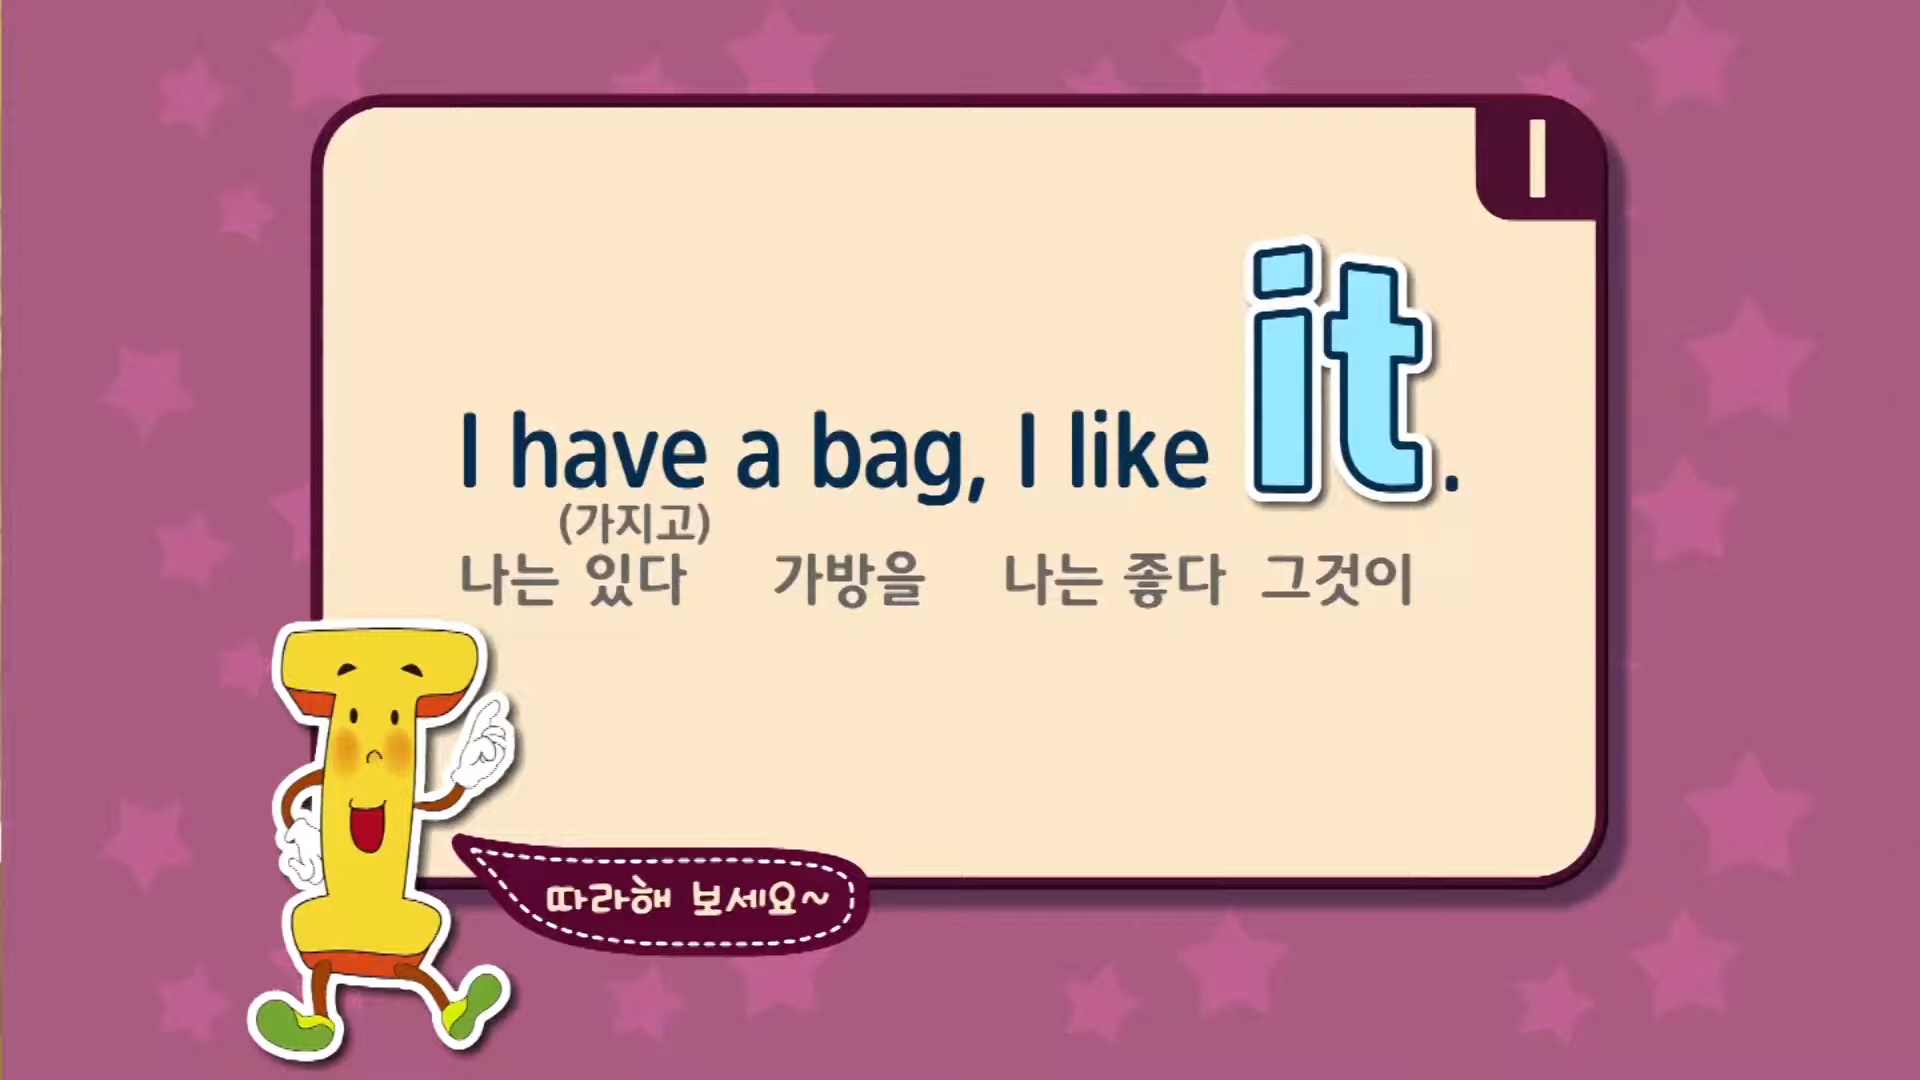 I
I have a bag, I like it.
(가지고)
나는 있다 가방을 나는 좋다 그것이
따라해 보세요~